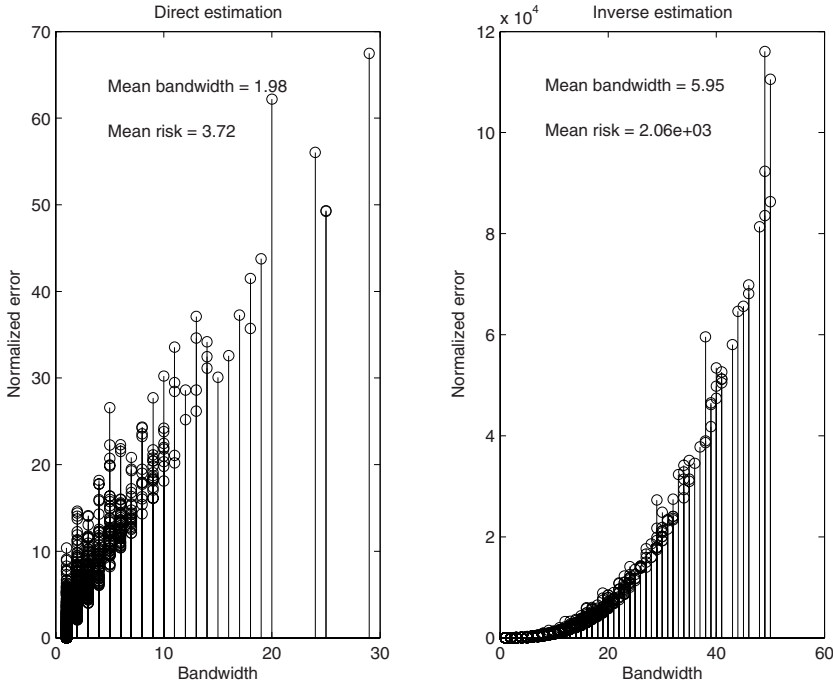 Direct estimation
70
60
50
40
30
20
10
0
0
10
20
30
Normalized error
Bandwidth
Mean bandwidth = 1.98
Mean risk = 3.72
Inverse estimation
x 10^4
12
10
8
6
4
2
0
0
20
40
60
Normalized error
Bandwidth
Mean bandwidth = 5.95
Mean risk = 2.06e+03